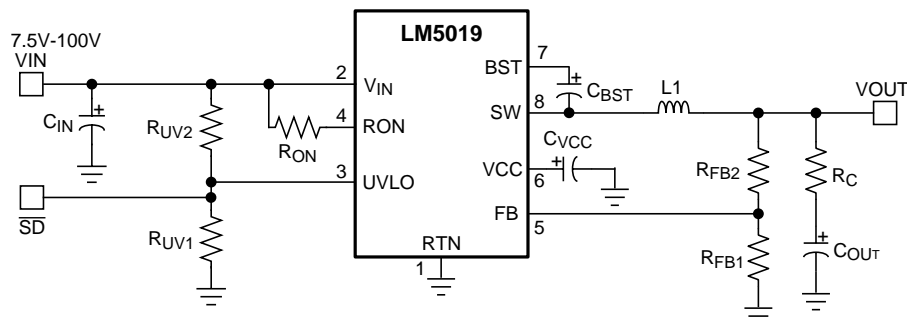 7.5V-100V
VIN
LM5019
7
BST
2
VIN
CBST
L1
VOUT
SW
8
CIN
RUV2
4
RON
RON
CVCC
VCC
6
RFB2
RC
3
UVLO
SD
FB
5
RUV1
RTN
1
RFB1
COUT
+
+
+
+